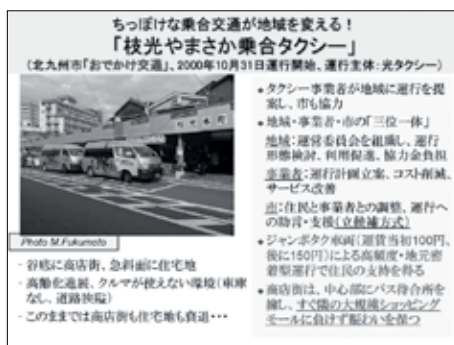 ちっぽけな乗合交通が地域を変える！
「枝光やまさか乗合タクシー」
（北九州市「おでかけ交通」、2000年10月31日運行開始、運行主体：光タクシー）
Photo M.Fukumoto
・谷底に商店街、急斜面に住宅地
・高齢化進展、クルマが使えない環境（車庫
なし、道路狭隘）
・このままでは商店街も住宅地も衰退・・・
• タクシー事業者が地域に運行を提
案し、市も協力
• 地域・事業者・市の「三位一体」
地域：運営委員会を組織し、運行
形態検討、利用促進、協力金負担
事業者：運行計画立案、コスト削減、
サービス改善
市：住民と事業者との調整、運行へ
の助言・支援（立候補方式）
• ジャンボタク車両（運賃当初100円、
後に150円）による高頻度・地元密
着型運行で住民の支持を得る
• 商店街は、中心部にバス待合所を
擁し、すぐ隣の大規模ショッピング
モールに負けず賑わいを保つ